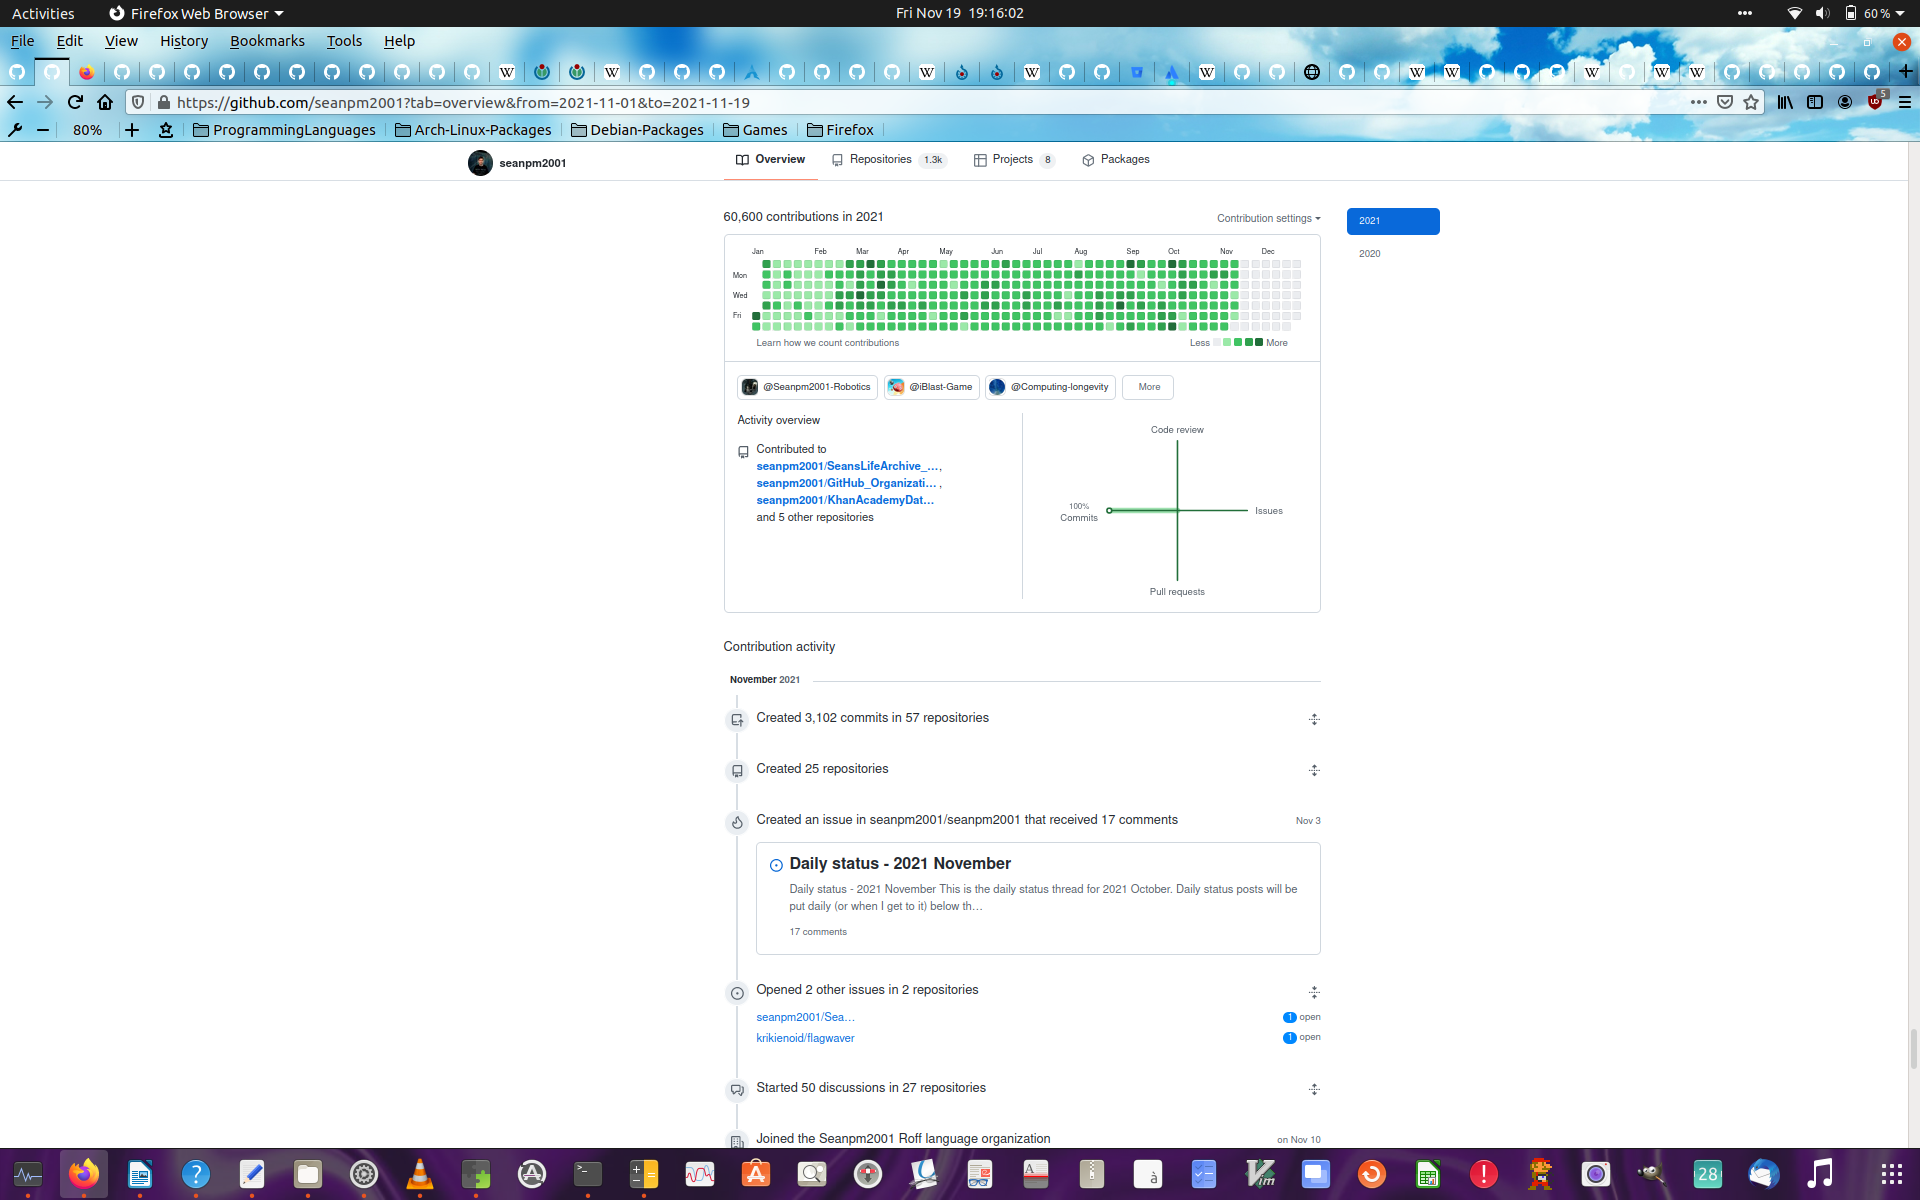 Activities
Firefox Web Browser
Fri Nov 19 19:16:02
60 %
File Edit View History Bookmarks Tools Help
https://github.com/seanpm2001?tab=overview&from=2021-11-01&to=2021-11-19
5
80%
ProgrammingLanguages
Arch-Linux-Packages
Debian-Packages
Games
Firefox
seanpm2001
Overview
Repositories 1.3k
Projects 8
Packages
60,600 contributions in 2021
Contribution settings
2021
2020
Jan Feb Mar Apr May Jun Jul Aug Sep Oct Nov Dec
Mon
Wed
Fri
Learn how we count contributions
Less More
@Seanpm2001-Robotics
@iBlast-Game
@Computing-longevity
More
Activity overview
Contributed to
seanpm2001/SeansLifeArchive_…,
seanpm2001/GitHub_Organizati… ,
seanpm2001/KhanAcademyDat…
and 5 other repositories
Code review
100%
Commits
Issues
Pull requests
Contribution activity
November 2021
Created 3,102 commits in 57 repositories
Created 25 repositories
Created an issue in seanpm2001/seanpm2001 that received 17 comments
Nov 3
Daily status - 2021 November
Daily status - 2021 November This is the daily status thread for 2021 October. Daily status posts will be
put daily (or when I get to it) below th…
17 comments
Opened 2 other issues in 2 repositories
seanpm2001/Sea…
1 open
krikienoid/flagwaver
1 open
Started 50 discussions in 27 repositories
Joined the Seanpm2001 Roff language organization
on Nov 10
28